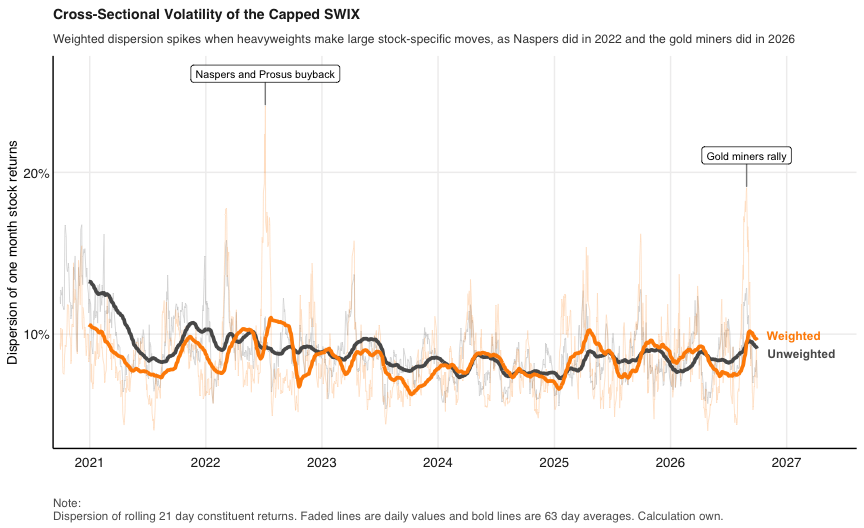 Cross-Sectional Volatility of the Capped SWIX
Weighted dispersion spikes when heavyweights make large stock-specific moves, as Naspers did in 2022 and the gold miners did in 2026
Naspers and Prosus buyback
Gold miners rally
Dispersion of one month stock returns
20%
10%
Weighted
Unweighted
2021 2022 2023 2024 2025 2026 2027
Note:
Dispersion of rolling 21 day constituent returns. Faded lines are daily values and bold lines are 63 day averages. Calculation own.